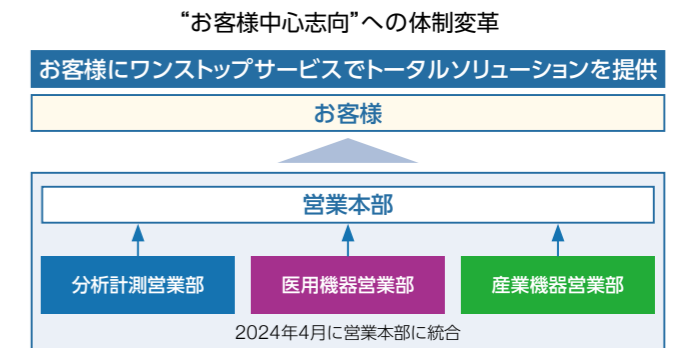 “お客様中心志向”への体制変革
お客様にワンストップサービスでトータルソリューションを提供
お客様
営業本部
分析計測営業部
医用機器営業部
産業機器営業部
2024年4月に営業本部に統合